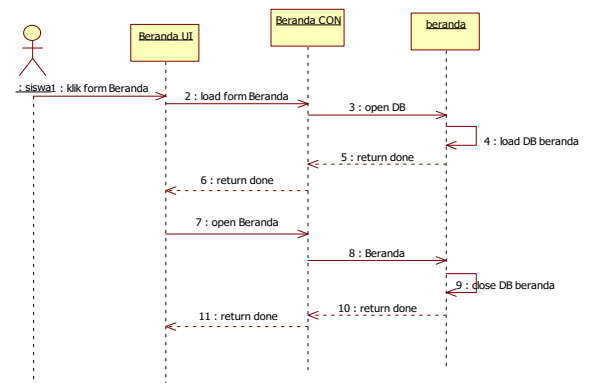 Beranda UI
Beranda CON
beranda
: siswa
1 : klik form Beranda
2 : load form Beranda
3 : open DB
4 : load DB beranda
5 : return done
6 : return done
7 : open Beranda
8 : Beranda
9 : close DB beranda
10 : return done
11 : return done